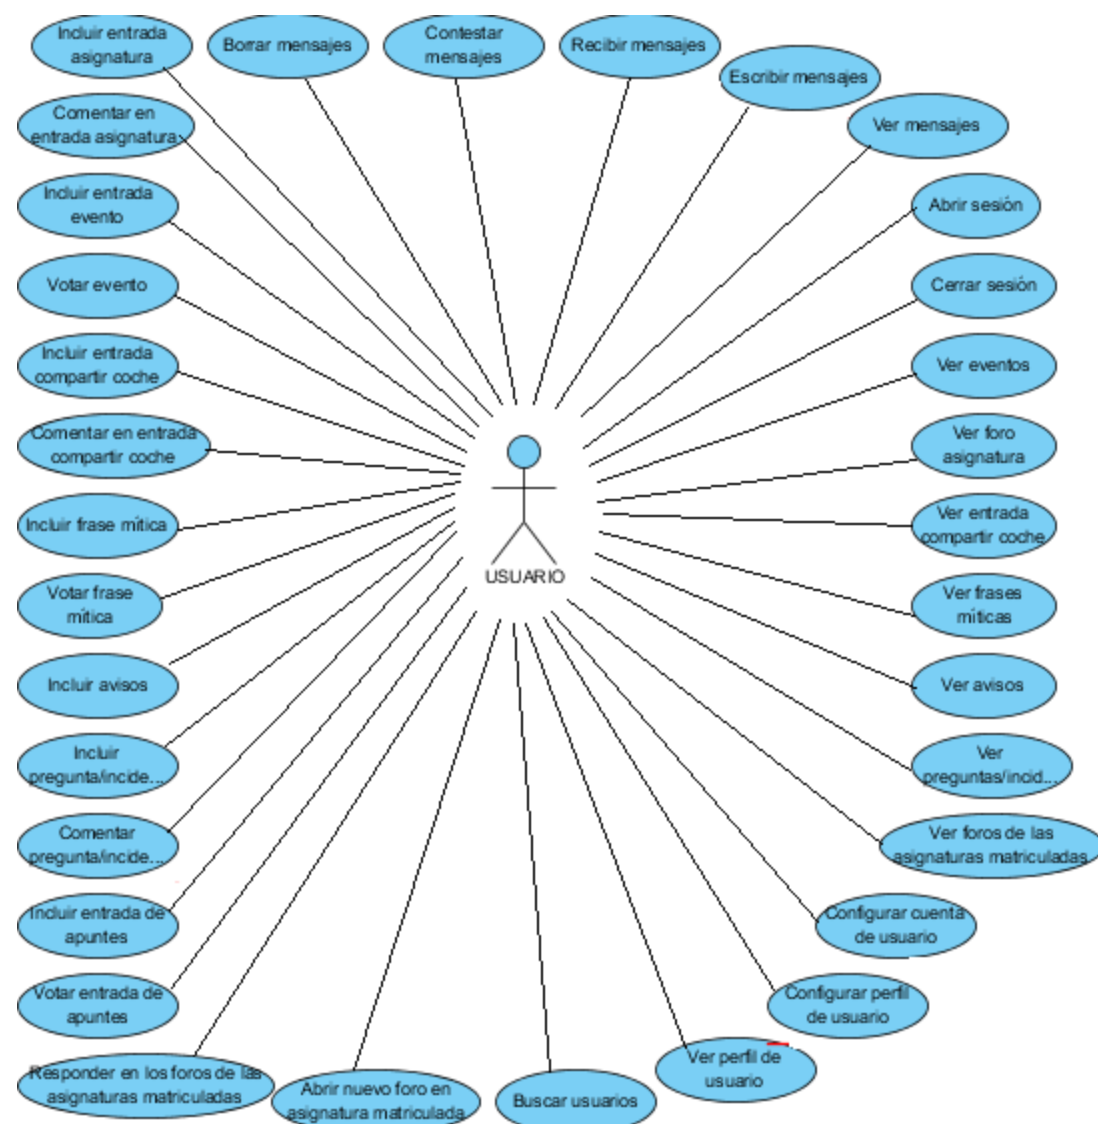 Incluir entrada
asignatura
Borrar mensajes
Contestar
mensajes
Recibir mensajes
Escribir mensajes
Ver mensajes
Comentar en
entrada asignatura
Incluir entrada
evento
Abrir sesión
Votar evento
Cerrar sesión
Incluir entrada
compartir coche
Ver eventos
Comentar en entrada
compartir coche
Ver foro
asignatura
Incluir frase mítica
Ver entrada
compartir coche
USUARIO
Votar frase
mítica
Ver frases
míticas
Incluir avisos
Ver avisos
Incluir
pregunta/incide...
Ver
preguntas/incid...
Comentar
pregunta/incide...
Ver foros de las
asignaturas matriculadas
Incluir entrada de
apuntes
Configurar cuenta
de usuario
Votar entrada de
apuntes
Configurar perfil
de usuario
Responder en los foros de las
asignaturas matriculadas
Abrir nuevo foro en
asignatura matriculada
Buscar usuarios
Ver perfil de
usuario